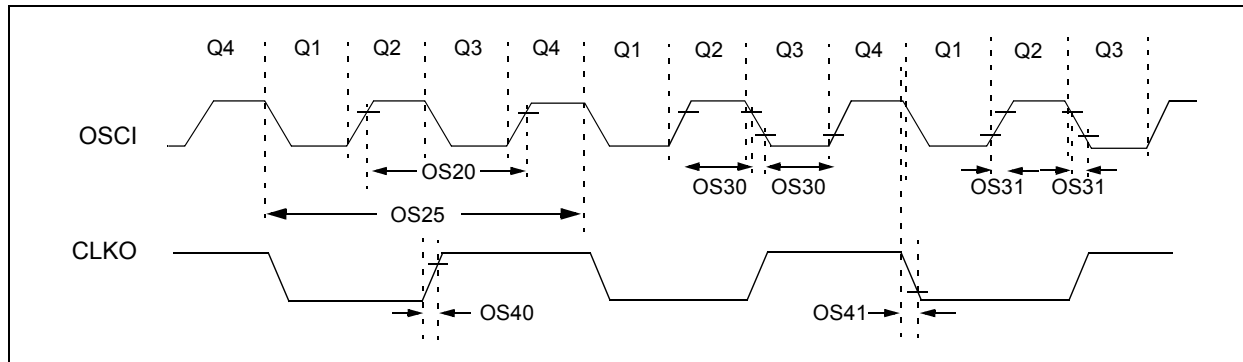 Q4 Q1 Q2 Q3 Q4 Q1 Q2 Q3 Q4 Q1 Q2 Q3
OSCI
OS20 OS30 OS30 OS31 OS31
OS25
CLKO
OS40 OS41